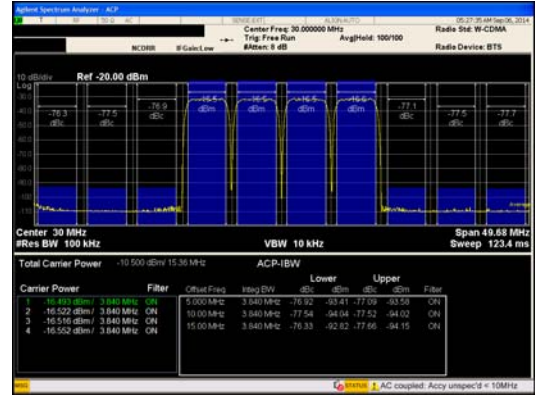 Agilent Spectrum Analyzer - ACP
T RF 50 Ω AC SENSE:EXT ALIGN AUTO 05:27:35 AM Sep 06, 2014
Center Freq: 30.000000 MHz Radio Std: W-CDMA
Trig: Free Run Avg|Hold: 100/100
NCORR IFGain:Low #Atten: 8 dB Radio Device: BTS
10 dB/div Ref -20.00 dBm
Log
-76.3 dBc
-77.5 dBc
-76.9 dBc
-16.5 dBm
-16.5 dBm
-16.5 dBm
-16.6 dBm
-77.1 dBc
-77.5 dBc
-77.7 dBc
Average
Center 30 MHz Span 49.68 MHz
#Res BW 100 kHz VBW 10 kHz Sweep 123.4 ms
Total Carrier Power -10.500 dBm/ 15.36 MHz ACP-IBW
Lower Upper
Carrier Power Filter Offset Freq Integ BW dBc dBm dBc dBm Filter
1 -16.493 dBm / 3.840 MHz ON 5.000 MHz 3.840 MHz -76.92 -93.41 -77.09 -93.58 ON
2 -16.522 dBm / 3.840 MHz ON 10.00 MHz 3.840 MHz -77.54 -94.04 -77.52 -94.02 ON
3 -16.516 dBm / 3.840 MHz ON 15.00 MHz 3.840 MHz -76.33 -92.82 -77.66 -94.15 ON
4 -16.552 dBm / 3.840 MHz ON
MSG STATUS AC coupled: Accy unspec'd < 10MHz